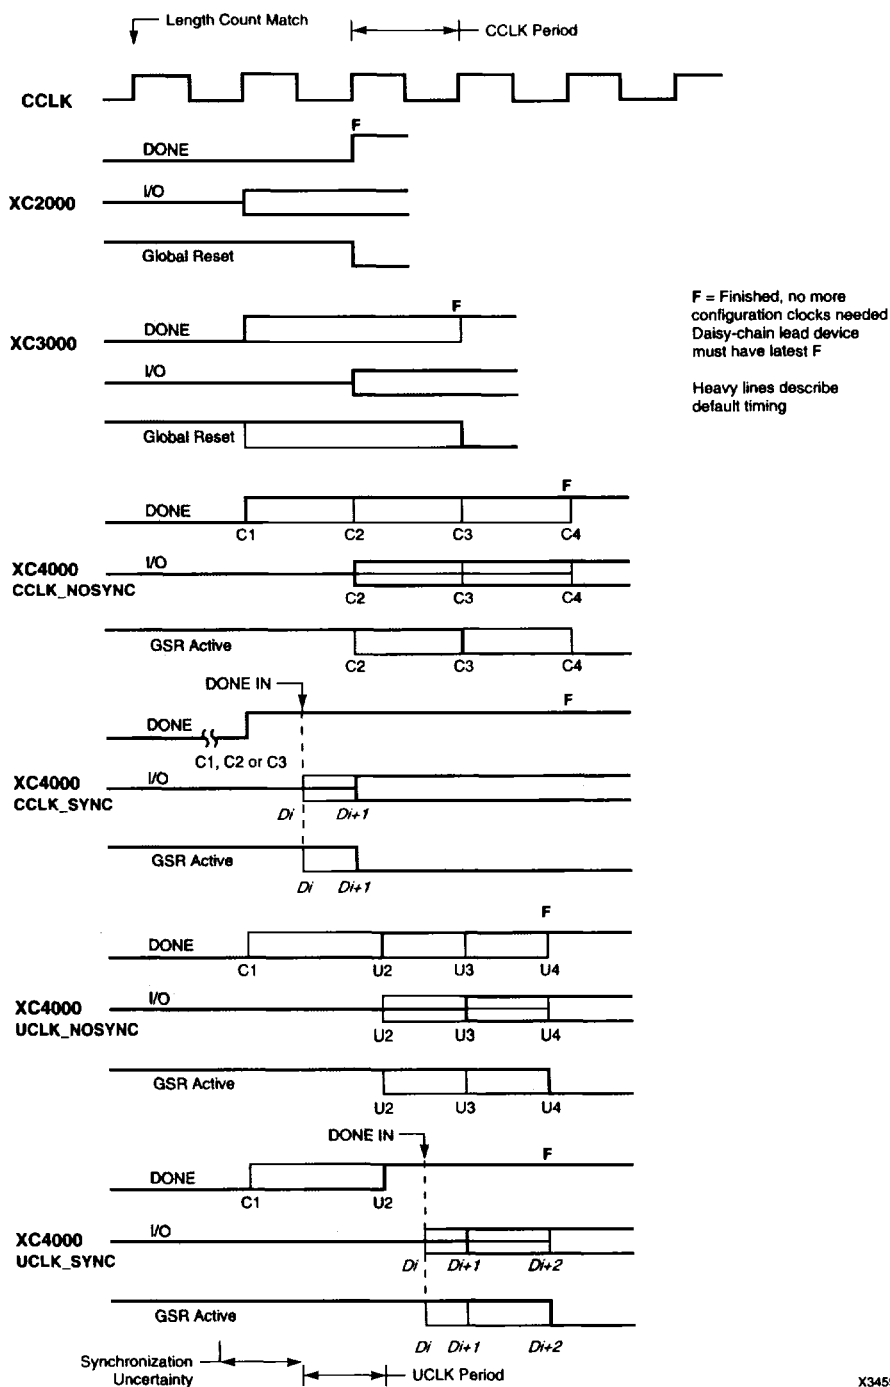 Length Count Match
CCLK Period
CCLK
F
DONE
XC2000
I/O
Global Reset
F
DONE
XC3000
I/O
Global Reset
F = Finished, no more
configuration clocks needed
Daisy-chain lead device
must have latest F
Heavy lines describe
default timing
F
DONE
C1 C2 C3 C4
XC4000
CCLK_NOSYNC
I/O
C2 C3 C4
GSR Active
C2 C3 C4
DONE IN
F
DONE
C1, C2 or C3
XC4000
CCLK_SYNC
I/O
Di Di+1
GSR Active
Di Di+1
F
DONE
C1 U2 U3 U4
XC4000
UCLK_NOSYNC
I/O
U2 U3 U4
GSR Active
U2 U3 U4
DONE IN
F
DONE
C1 U2
XC4000
UCLK_SYNC
I/O
Di Di+1 Di+2
GSR Active
Di Di+1 Di+2
Synchronization
Uncertainty
UCLK Period